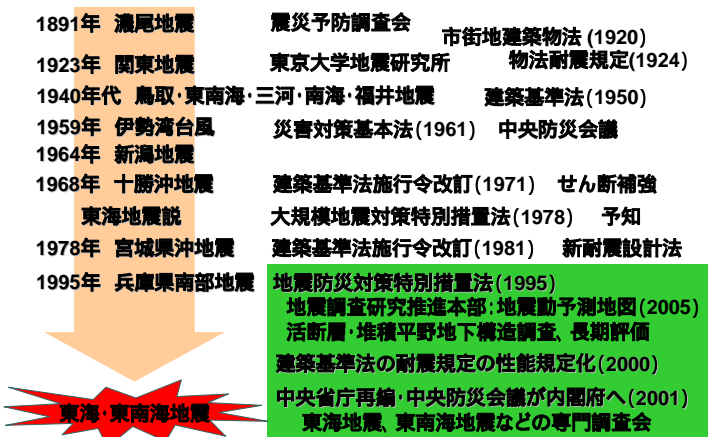 1891年 濃尾地震 震災予防調査会
市街地建築物法 (1920)
1923年 関東地震 東京大学地震研究所 物法耐震規定(1924)
1940年代 鳥取･東南海･三河･南海･福井地震 建築基準法(1950)
1959年 伊勢湾台風 災害対策基本法(1961) 中央防災会議
1964年 新潟地震
1968年 十勝沖地震 建築基準法施行令改訂(1971) せん断補強
東海地震説 大規模地震対策特別措置法(1978) 予知
1978年 宮城県沖地震 建築基準法施行令改訂(1981) 新耐震設計法
1995年 兵庫県南部地震 地震防災対策特別措置法(1995)
地震調査研究推進本部:地震動予測地図(2005)
活断層･堆積平野地下構造調査、長期評価
建築基準法の耐震規定の性能規定化(2000)
中央省庁再編･中央防災会議が内閣府へ(2001)
東海･東南海地震 東海地震、東南海地震などの専門調査会